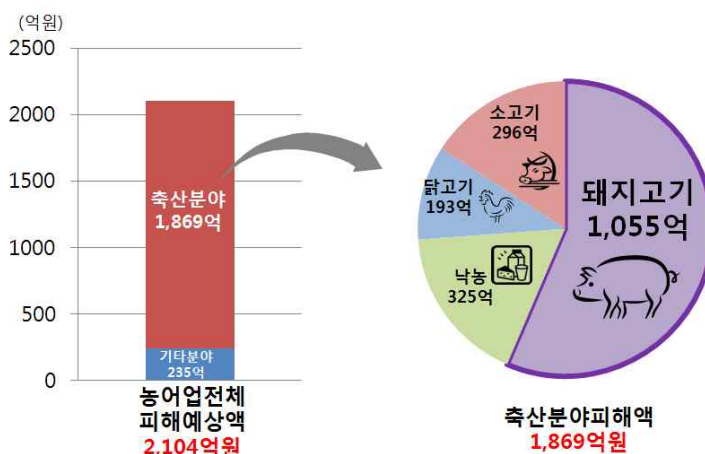 (억원)
2500
2000
1500
1000
500
0
축산분야
1,869억
기타분야
235억
농어업전체
피해예상액
2,104억원
소고기
296억
닭고기
193억
낙농
325억
돼지고기
1,055억
축산분야피해액
1,869억원